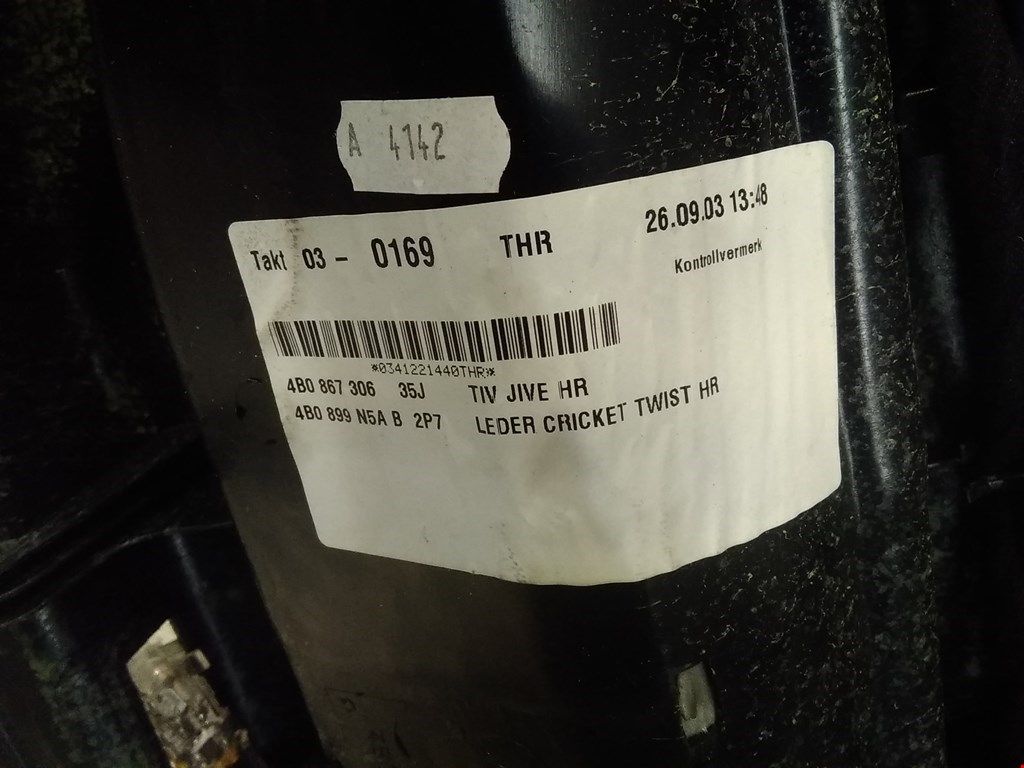 A 4142
Takt 03 - 0169 THR 26.09.03 13:48
Kontrollvermerk
*0341221440THR*
4B0 867 306 35J TIV JIVE HR
4B0 899 N5A B 2P7 LEDER CRICKET TWIST HR